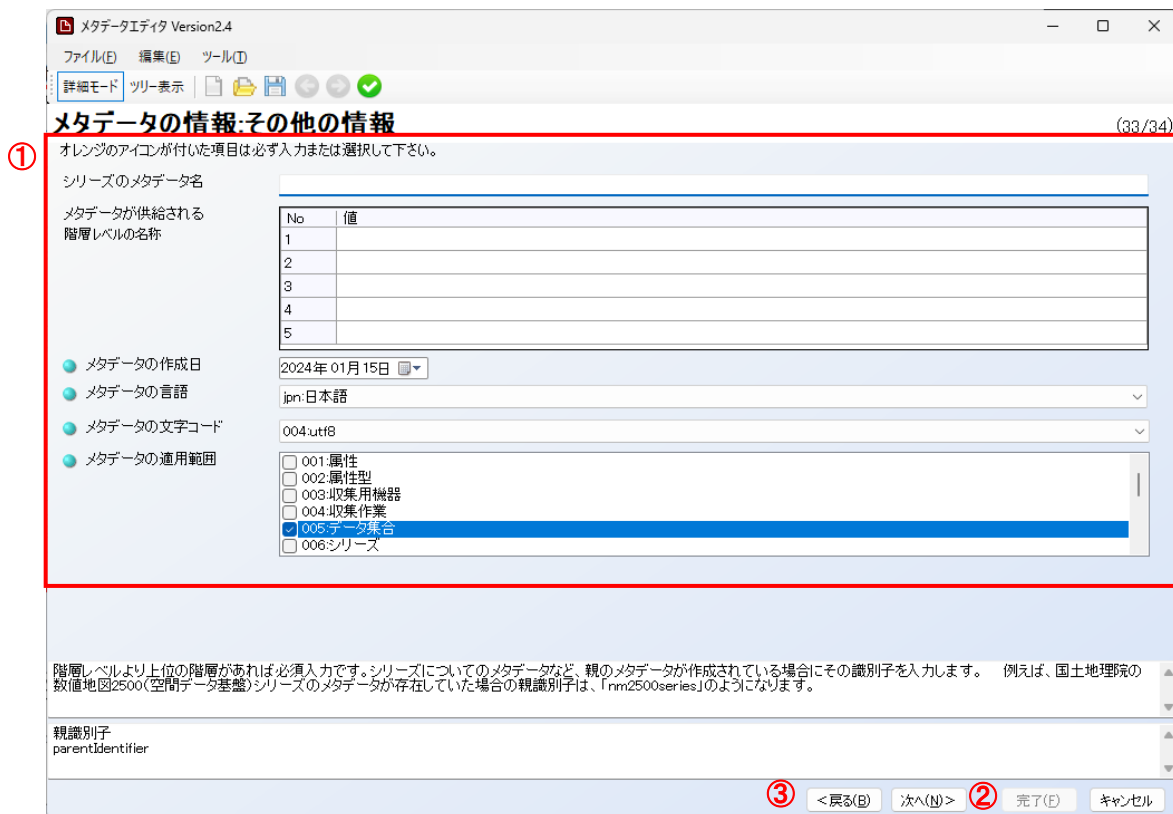 メタデータエディタ Version2.4
ファイル(F) 編集(E) ツール(T)
詳細モード ツリー表示
メタデータの情報:その他の情報 (33/34)
①
オレンジのアイコンが付いた項目は必ず入力または選択して下さい。
シリーズのメタデータ名
メタデータが供給される
階層レベルの名称
No 値
1
2
3
4
5
メタデータの作成日 2024年 01月 15日
メタデータの言語 jpn:日本語
メタデータの文字コード 004:utf8
メタデータの適用範囲
001:属性
002:属性型
003:収集用機器
004:収集作業
005:データ集合
006:シリーズ
階層レベルより上位の階層があれば必須入力です。シリーズについてのメタデータなど、親のメタデータが作成されている場合にその識別子を入力します。 例えば、国土地理院の
数値地図2500(空間データ基盤)シリーズのメタデータが存在していた場合の親識別子は、「nm2500series」のようになります。
親識別子
parentIdentifier
③ <戻る(B) 次へ(N)> ② 完了(F) キャンセル